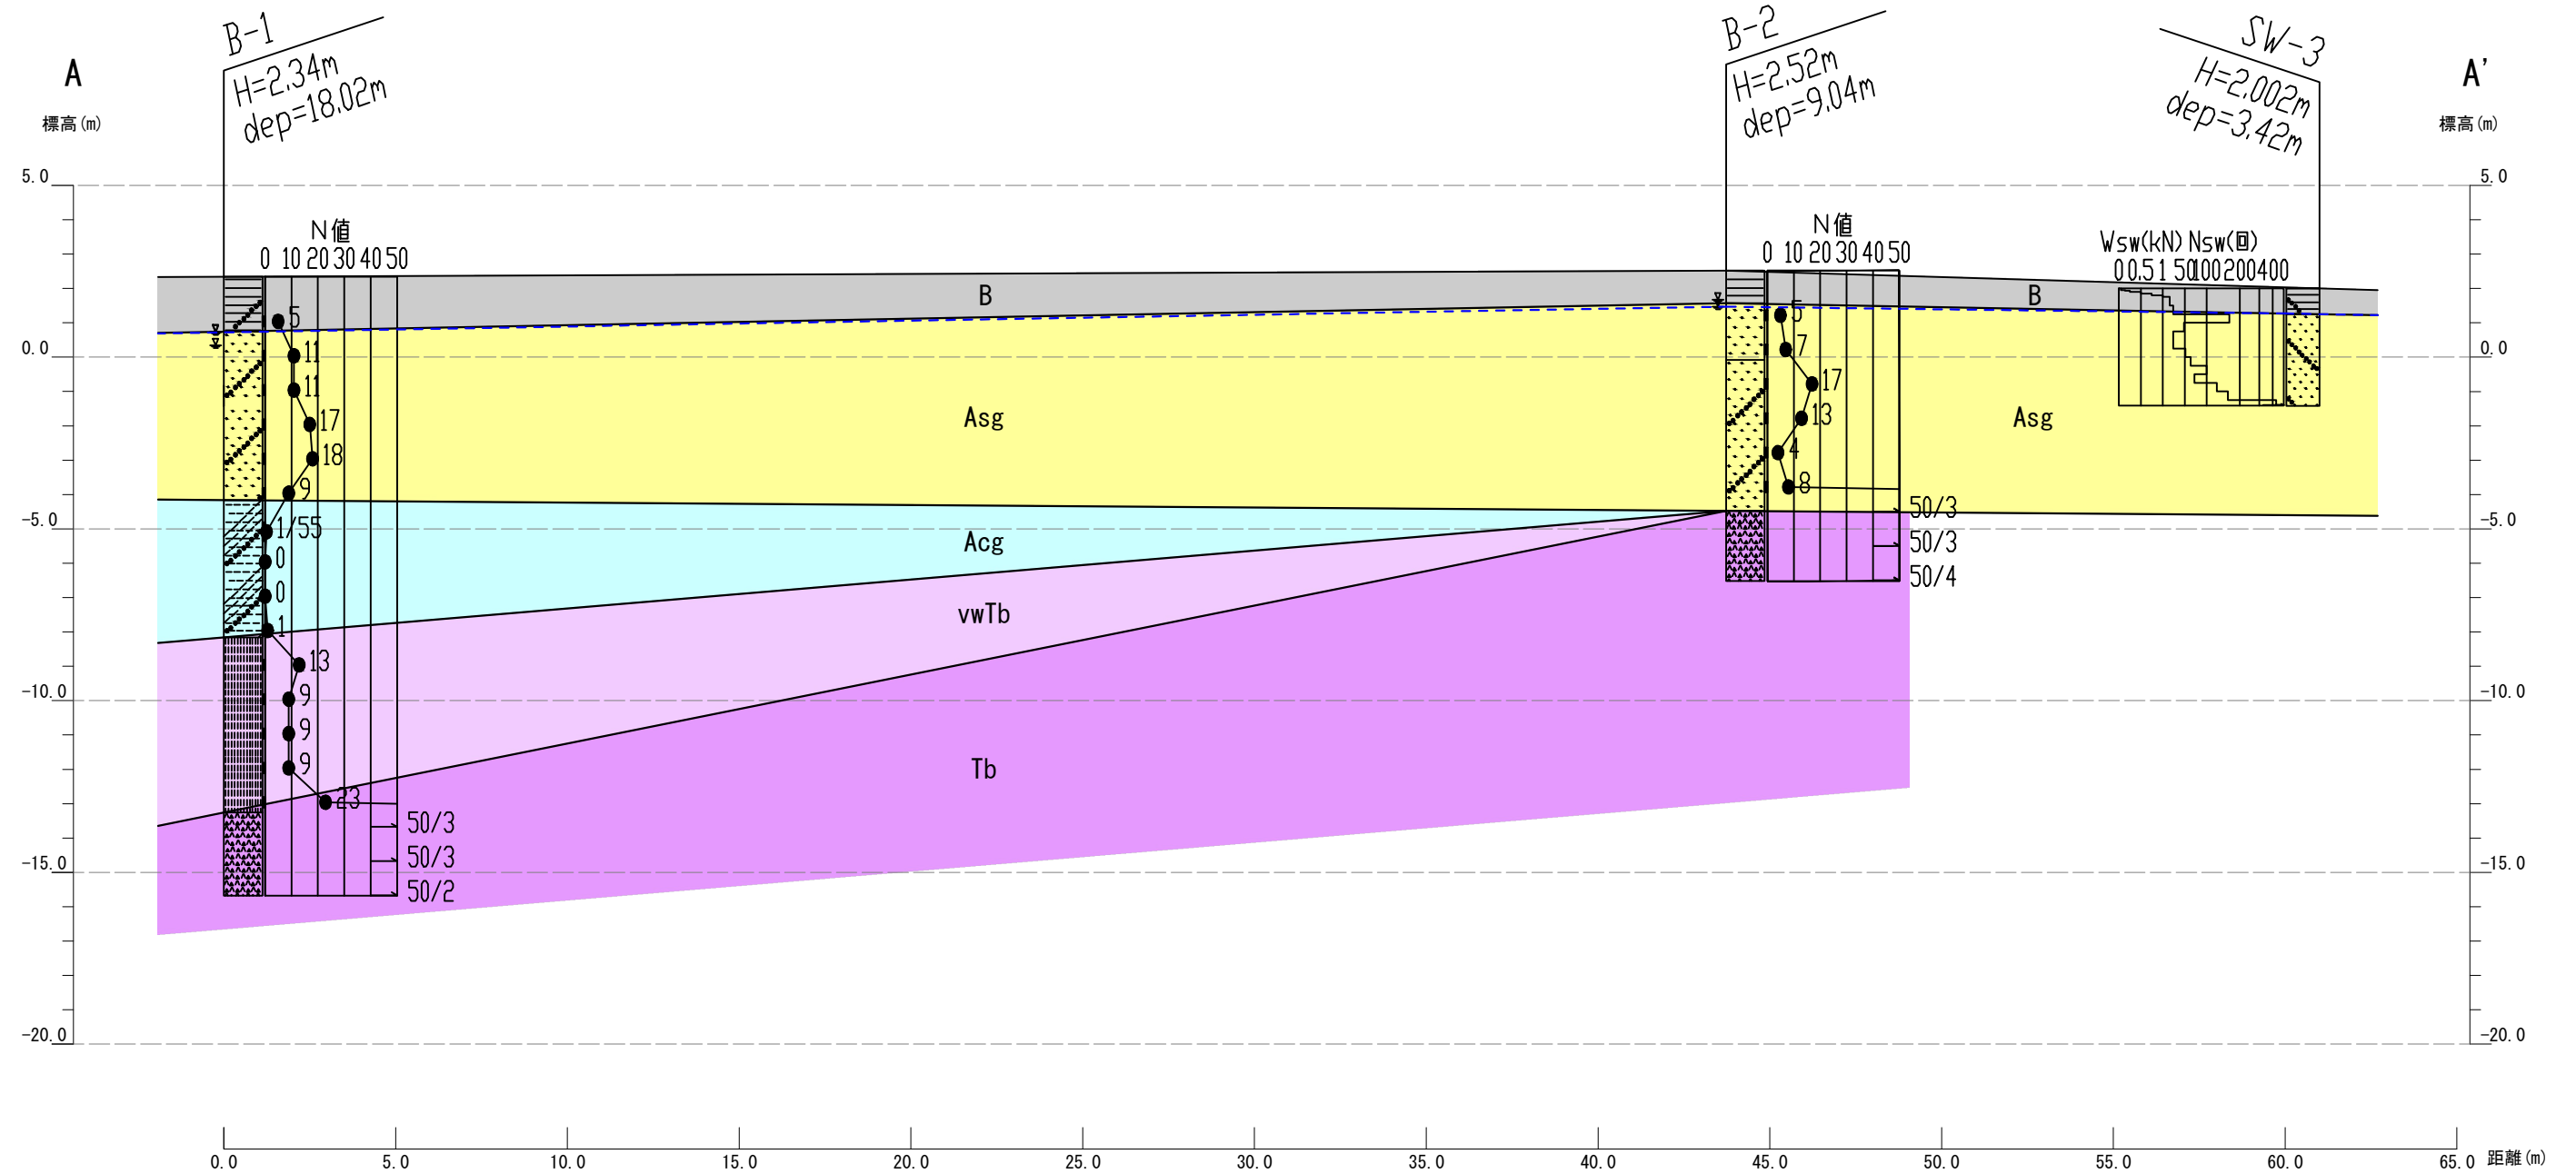 B-1
H=2.34m
dep=18.02m
B-2
H=2.52m
dep=9.04m
SW-3
H=2.002m
dep=3.42m
A
A'
標高(m)
標高(m)
5.0
5.0
0.0
0.0
-5.0
-5.0
-10.0
-10.0
-15.0
-15.0
-20.0
-20.0
N値
0 10 20 30 40 50
5
11
11
17
18
9
1/55
0
0
1
13
9
9
9
23
50/3
50/3
50/2
N値
0 10 20 30 40 50
5
7
17
13
4
8
50/3
50/3
50/4
Wsw(kN) Nsw(回)
0 0.5 1 50 100 200 400
B
B
Asg
Asg
Acg
vwTb
Tb
0.0 5.0 10.0 15.0 20.0 25.0 30.0 35.0 40.0 45.0 50.0 55.0 60.0 65.0 距離(m)